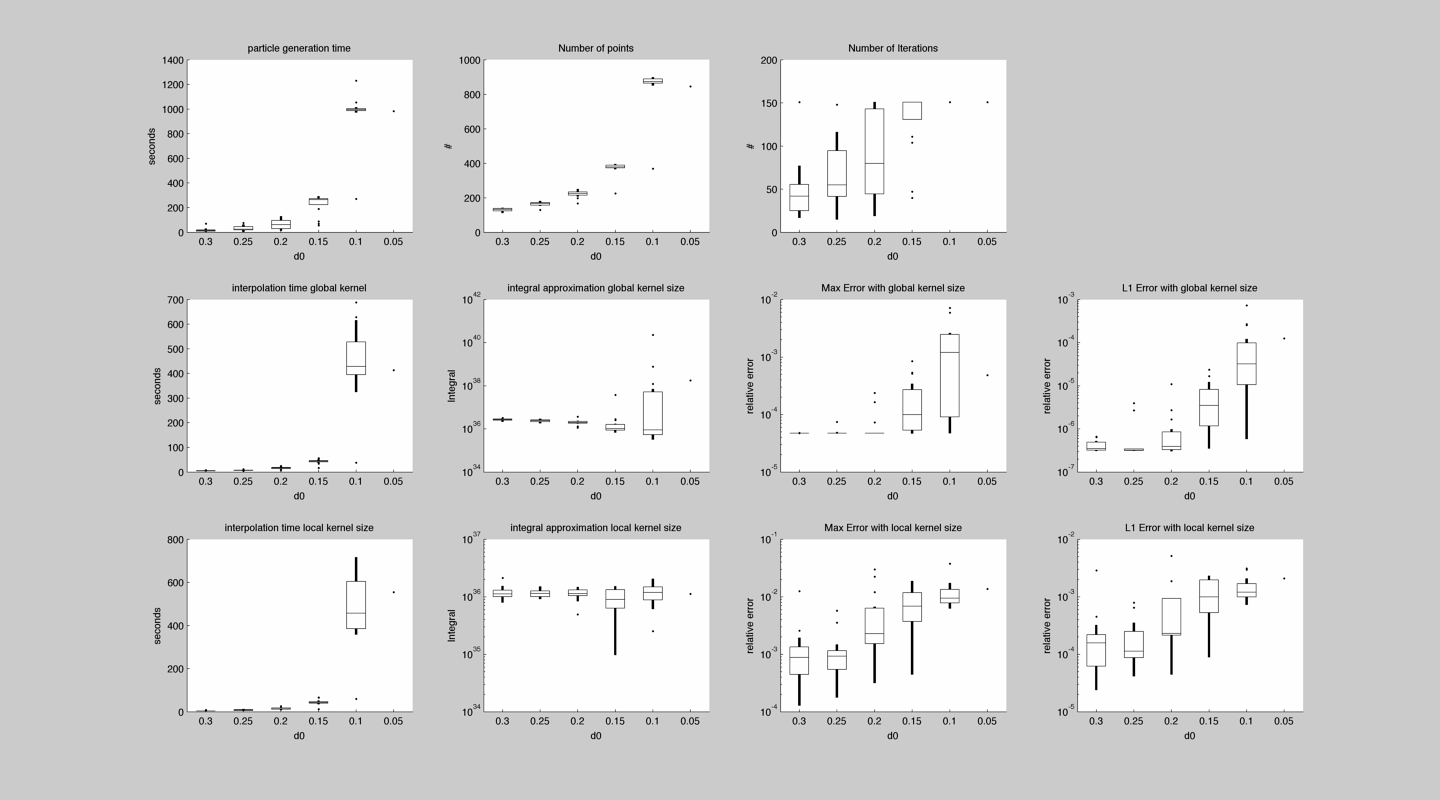 particle generation time
Number of points
Number of Iterations
1400
1200
1000
800
600
400
200
0
seconds
0.3 0.25 0.2 0.15 0.1 0.05
d0
1000
800
600
400
200
0
#
0.3 0.25 0.2 0.15 0.1 0.05
d0
200
150
100
50
0
#
0.3 0.25 0.2 0.15 0.1 0.05
d0
interpolation time global kernel
integral approximation global kernel size
Max Error with global kernel size
L1 Error with global kernel size
700
600
500
400
300
200
100
0
seconds
0.3 0.25 0.2 0.15 0.1 0.05
d0
10^42
10^40
10^38
10^36
10^34
Integral
0.3 0.25 0.2 0.15 0.1 0.05
d0
10^-2
10^-3
10^-4
10^-5
relative error
0.3 0.25 0.2 0.15 0.1 0.05
d0
10^-3
10^-4
10^-5
10^-6
10^-7
relative error
0.3 0.25 0.2 0.15 0.1 0.05
d0
interpolation time local kernel size
integral approximation local kernel size
Max Error with local kernel size
L1 Error with local kernel size
800
600
400
200
0
seconds
0.3 0.25 0.2 0.15 0.1 0.05
d0
10^37
10^36
10^35
10^34
Integral
0.3 0.25 0.2 0.15 0.1 0.05
d0
10^-1
10^-2
10^-3
10^-4
relative error
0.3 0.25 0.2 0.15 0.1 0.05
d0
10^-2
10^-3
10^-4
10^-5
relative error
0.3 0.25 0.2 0.15 0.1 0.05
d0